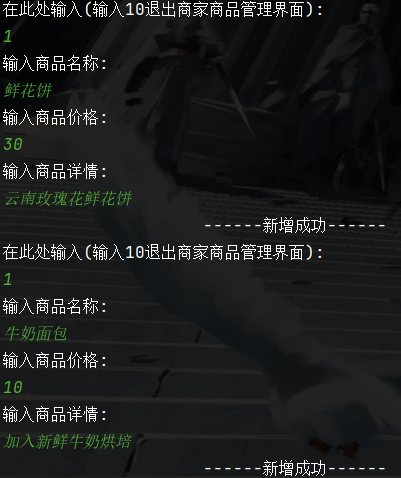 在此处输入(输入10退出商家商品管理界面):
1
输入商品名称:
鲜花饼
输入商品价格:
30
输入商品详情:
云南玫瑰花鲜花饼
------新增成功------
在此处输入(输入10退出商家商品管理界面):
1
输入商品名称:
牛奶面包
输入商品价格:
10
输入商品详情:
加入新鲜牛奶烘培
------新增成功------